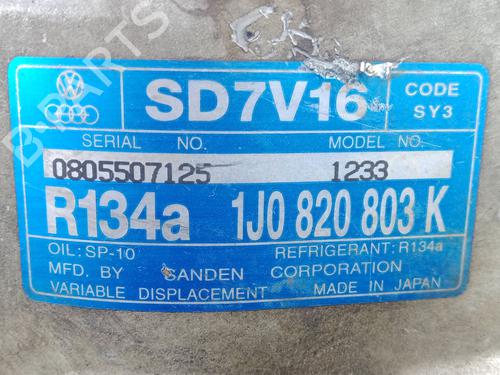 SD7V16
CODE
SY3
SERIAL NO. MODEL NO.
0805507125 1233
R134a 1J0 820 803 K
OIL: SP-10 REFRIGERANT: R134a
MFD. BY SANDEN CORPORATION
VARIABLE DISPLACEMENT MADE IN JAPAN
B-PARTS